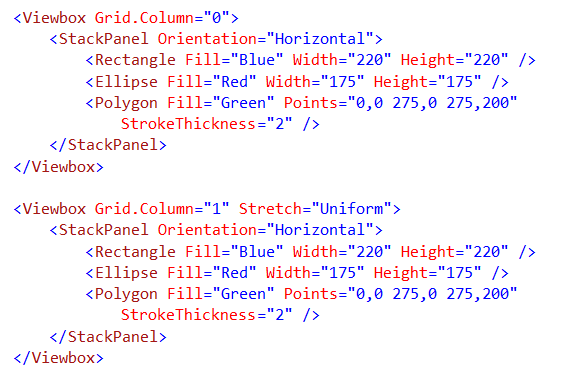 <Viewbox Grid.Column="0">
<StackPanel Orientation="Horizontal">
<Rectangle Fill="Blue" Width="220" Height="220" />
<Ellipse Fill="Red" Width="175" Height="175" />
<Polygon Fill="Green" Points="0,0 275,0 275,200"
StrokeThickness="2" />
</StackPanel>
</Viewbox>
<Viewbox Grid.Column="1" Stretch="Uniform">
<StackPanel Orientation="Horizontal">
<Rectangle Fill="Blue" Width="220" Height="220" />
<Ellipse Fill="Red" Width="175" Height="175" />
<Polygon Fill="Green" Points="0,0 275,0 275,200"
StrokeThickness="2" />
</StackPanel>
</Viewbox>